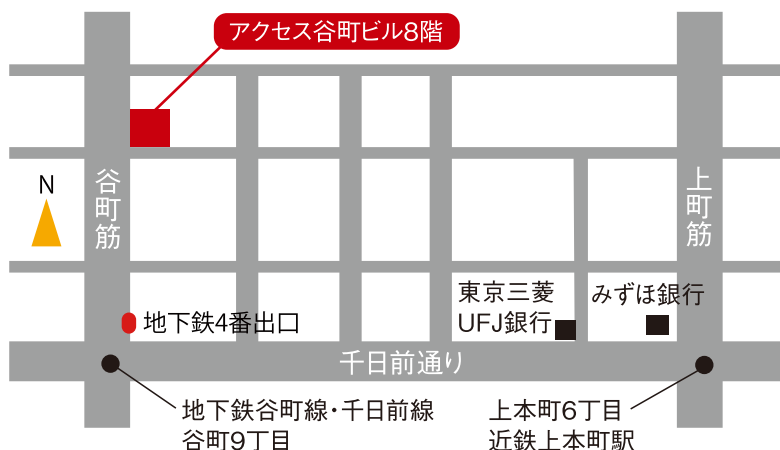 アクセス谷町ビル8階
N
谷町筋
上町筋
東京三菱
UFJ銀行
みずほ銀行
地下鉄4番出口
千日前通り
地下鉄谷町線・千日前線
谷町9丁目
上本町6丁目
近鉄上本町駅